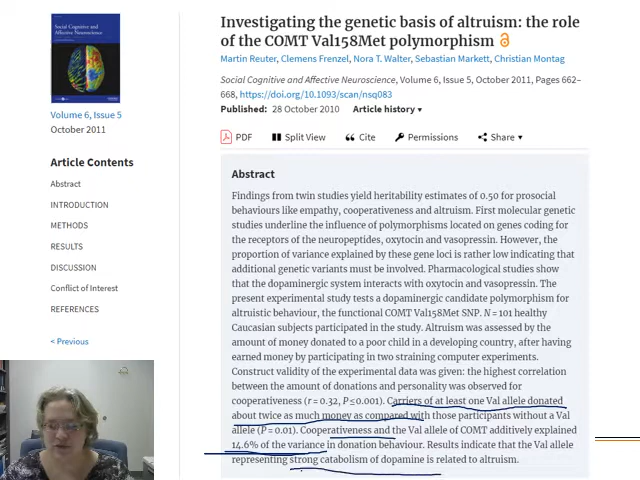 Social Cognitive and
Affective Neuroscience
Investigating the genetic basis of altruism: the role
of the COMT Val158Met polymorphism
Martin Reuter, Clemens Frenzel, Nora T. Walter, Sebastian Markett, Christian Montag
Social Cognitive and Affective Neuroscience, Volume 6, Issue 5, October 2011, Pages 662–
668, https://doi.org/10.1093/scan/nsq083
Published: 28 October 2010 Article history
Volume 6, Issue 5
October 2011
PDF Split View Cite Permissions Share
Article Contents
Abstract
INTRODUCTION
METHODS
RESULTS
DISCUSSION
Conflict of Interest
REFERENCES
< Previous
Abstract
Findings from twin studies yield heritability estimates of 0.50 for prosocial
behaviours like empathy, cooperativeness and altruism. First molecular genetic
studies underline the influence of polymorphisms located on genes coding for
the receptors of the neuropeptides, oxytocin and vasopressin. However, the
proportion of variance explained by these gene loci is rather low indicating that
additional genetic variants must be involved. Pharmacological studies show
that the dopaminergic system interacts with oxytocin and vasopressin. The
present experimental study tests a dopaminergic candidate polymorphism for
altruistic behaviour, the functional COMT Val158Met SNP. N = 101 healthy
Caucasian subjects participated in the study. Altruism was assessed by the
amount of money donated to a poor child in a developing country, after having
earned money by participating in two straining computer experiments.
Construct validity of the experimental data was given: the highest correlation
between the amount of donations and personality was observed for
cooperativeness (r = 0.32, P ≤ 0.001). Carriers of at least one Val allele donated
about twice as much money as compared with those participants without a Val
allele (P = 0.01). Cooperativeness and the Val allele of COMT additively explained
14.6% of the variance in donation behaviour. Results indicate that the Val allele
representing strong catabolism of dopamine is related to altruism.